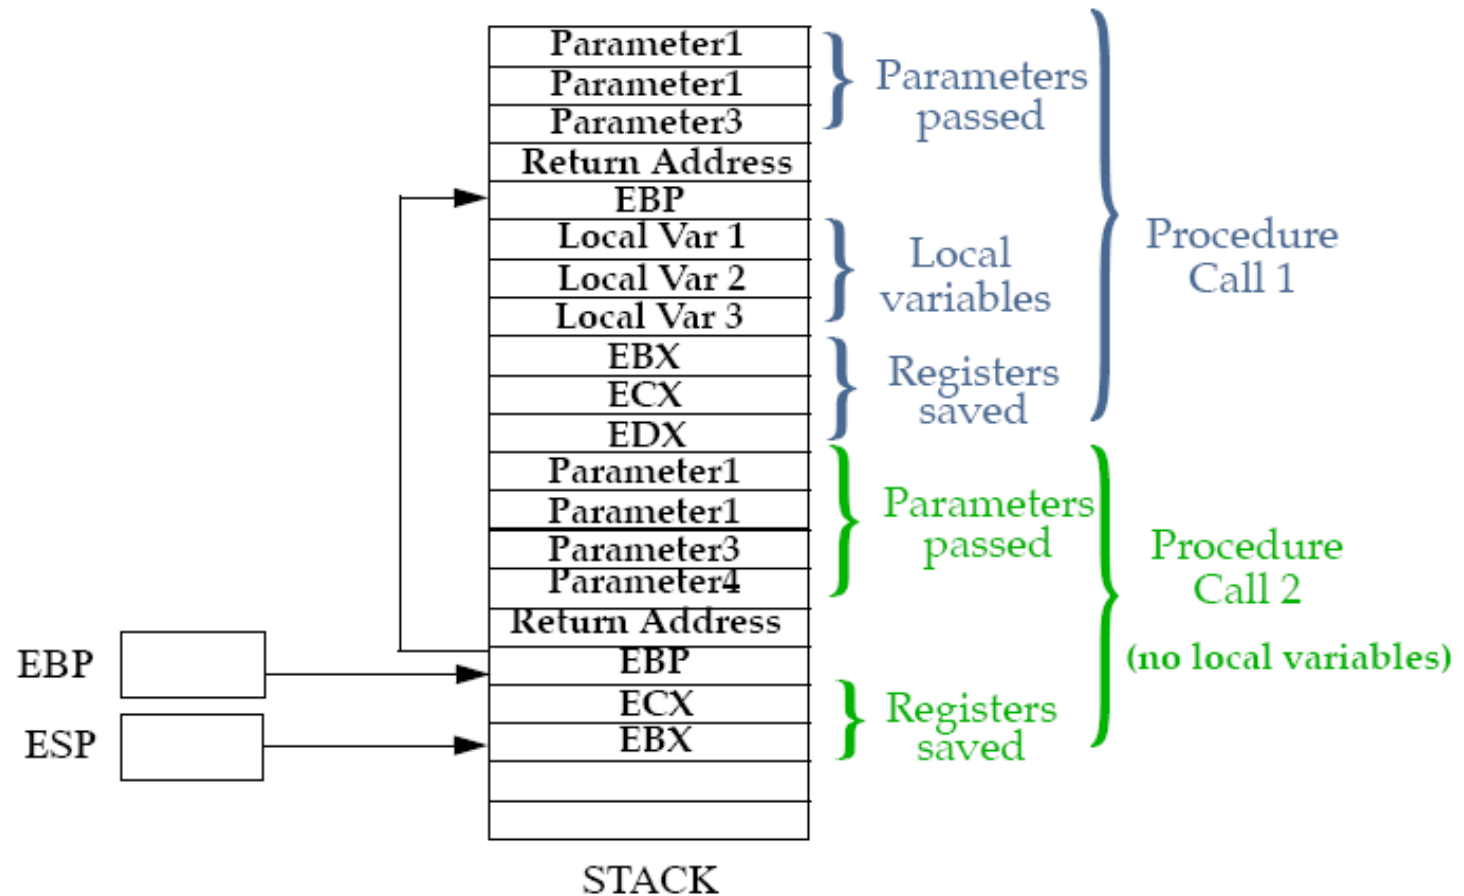 Parameter1
Parameter1
Parameter3
Return Address
EBP
Local Var 1
Local Var 2
Local Var 3
EBX
ECX
EDX
Parameter1
Parameter1
Parameter3
Parameter4
Return Address
EBP
ECX
EBX
STACK
EBP
ESP
Parameters
passed
Local
variables
Registers
saved
Procedure
Call 1
Parameters
passed
Registers
saved
Procedure
Call 2
(no local variables)